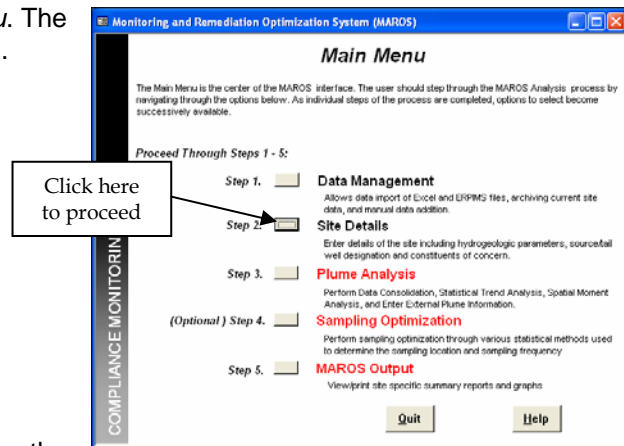 u. The
.
Monitoring and Remediation Optimization System (MAROS)
Main Menu
The Main Menu is the center of the MAROS interface. The user should step through the MAROS Analysis process by
navigating through the options below. As individual steps of the process are completed, options to select become
successively available.
Proceed Through Steps 1 - 5:
Step 1.
Data Management
Allows data import of Excel and ERPIMS files, archiving current site
data, and manual data addition.
Click here
to proceed
Step 2.
Site Details
Enter details of the site including hydrogeologic parameters, source/tail
well designation and constituents of concern.
Step 3.
Plume Analysis
Perform Data Consolidation, Statistical Trend Analysis, Spatial Moment
Analysis, and Enter External Plume Information.
(Optional ) Step 4.
Sampling Optimization
Perform sampling optimization through various statistical methods used
to determine the sampling location and sampling frequency
Step 5.
MAROS Output
View/print site specific summary reports and graphs
COMPLIANCE MONITORIN
Quit
Help